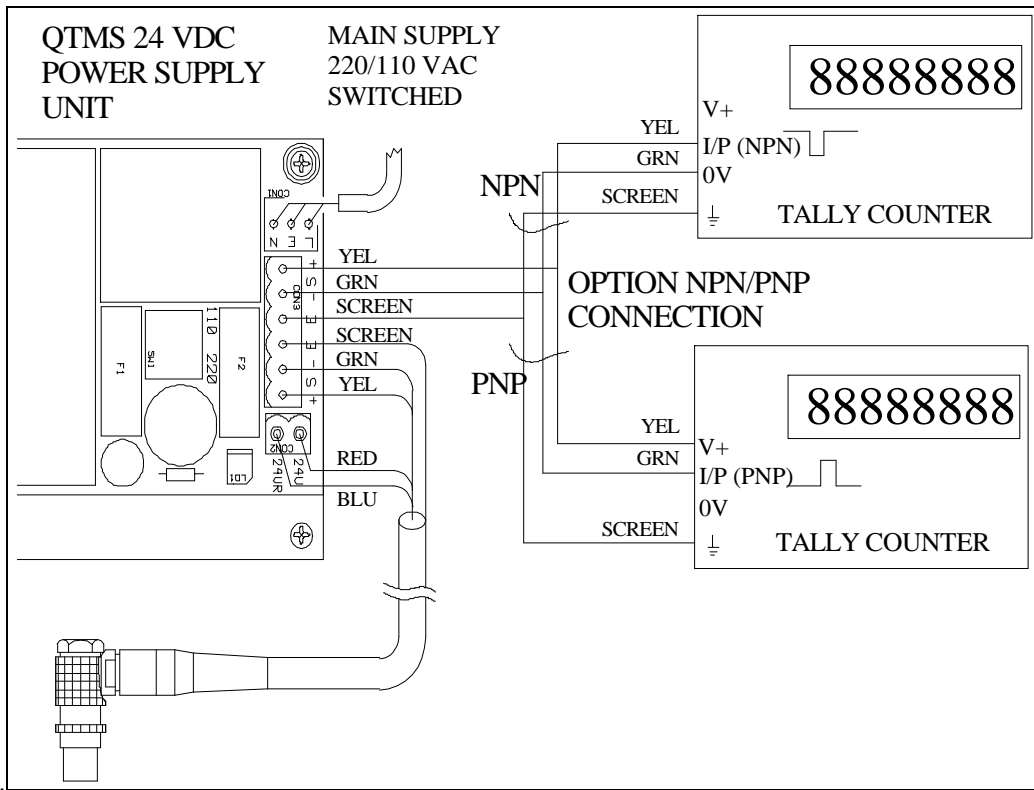 QTMS 24 VDC
POWER SUPPLY
UNIT
MAIN SUPPLY
220/110 VAC
SWITCHED
88888888
V+
YEL
I/P (NPN)
GRN
0V
SCREEN
TALLY COUNTER
NPN
CON1
N E L
YEL
GRN
SCREEN
SCREEN
GRN
YEL
+ S - E E - S +
CON3
OPTION NPN/PNP
CONNECTION
PNP
F1
SW1
110 220
F2
88888888
YEL
V+
GRN
I/P (PNP)
0V
SCREEN
TALLY COUNTER
CON2
24V
24VR
LD1
RED
BLU